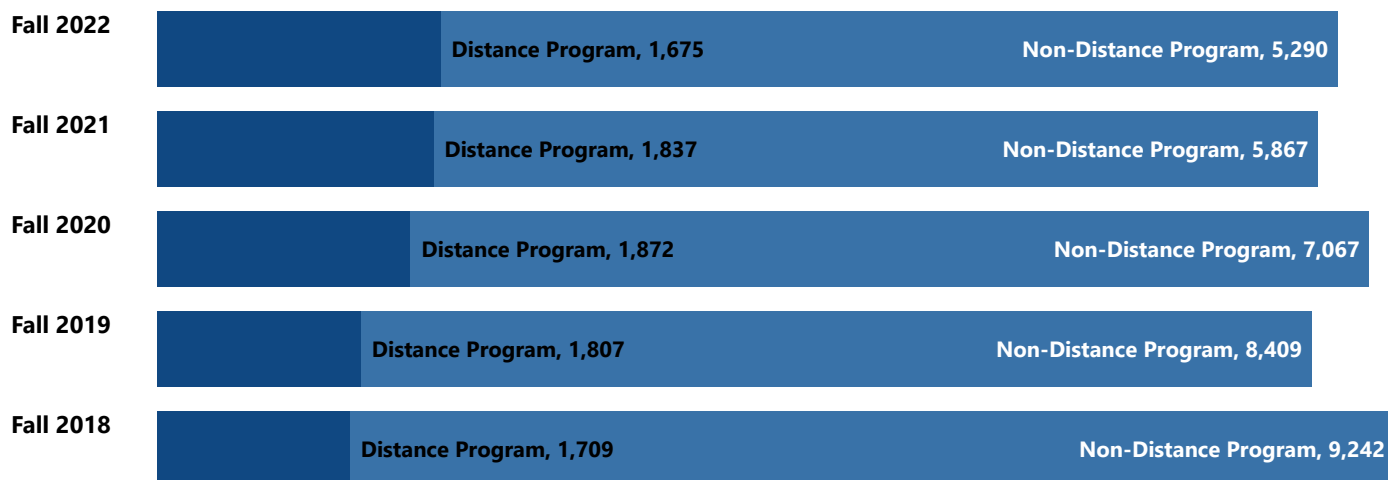 Fall 2022
Distance Program, 1,675
Non-Distance Program, 5,290
Fall 2021
Distance Program, 1,837
Non-Distance Program, 5,867
Fall 2020
Distance Program, 1,872
Non-Distance Program, 7,067
Fall 2019
Distance Program, 1,807
Non-Distance Program, 8,409
Fall 2018
Distance Program, 1,709
Non-Distance Program, 9,242